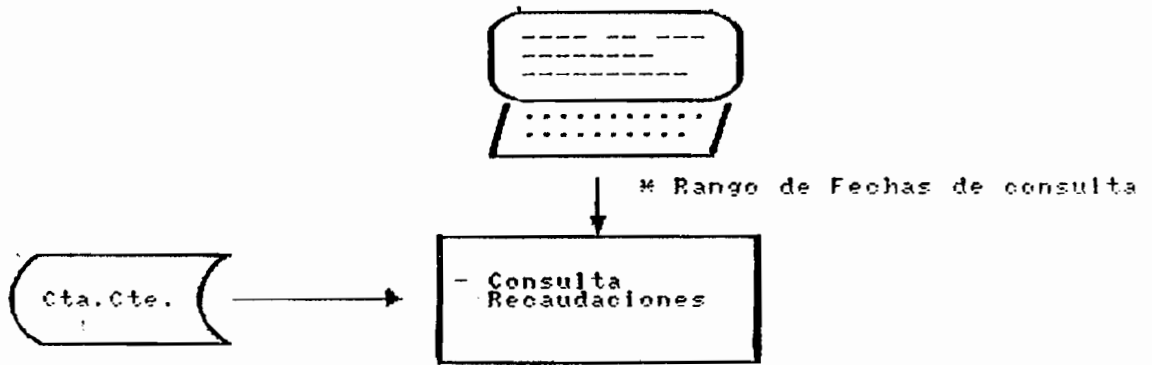 * Rango de Fechas de consulta
Cta.Cte.
- Consulta
Recaudaciones